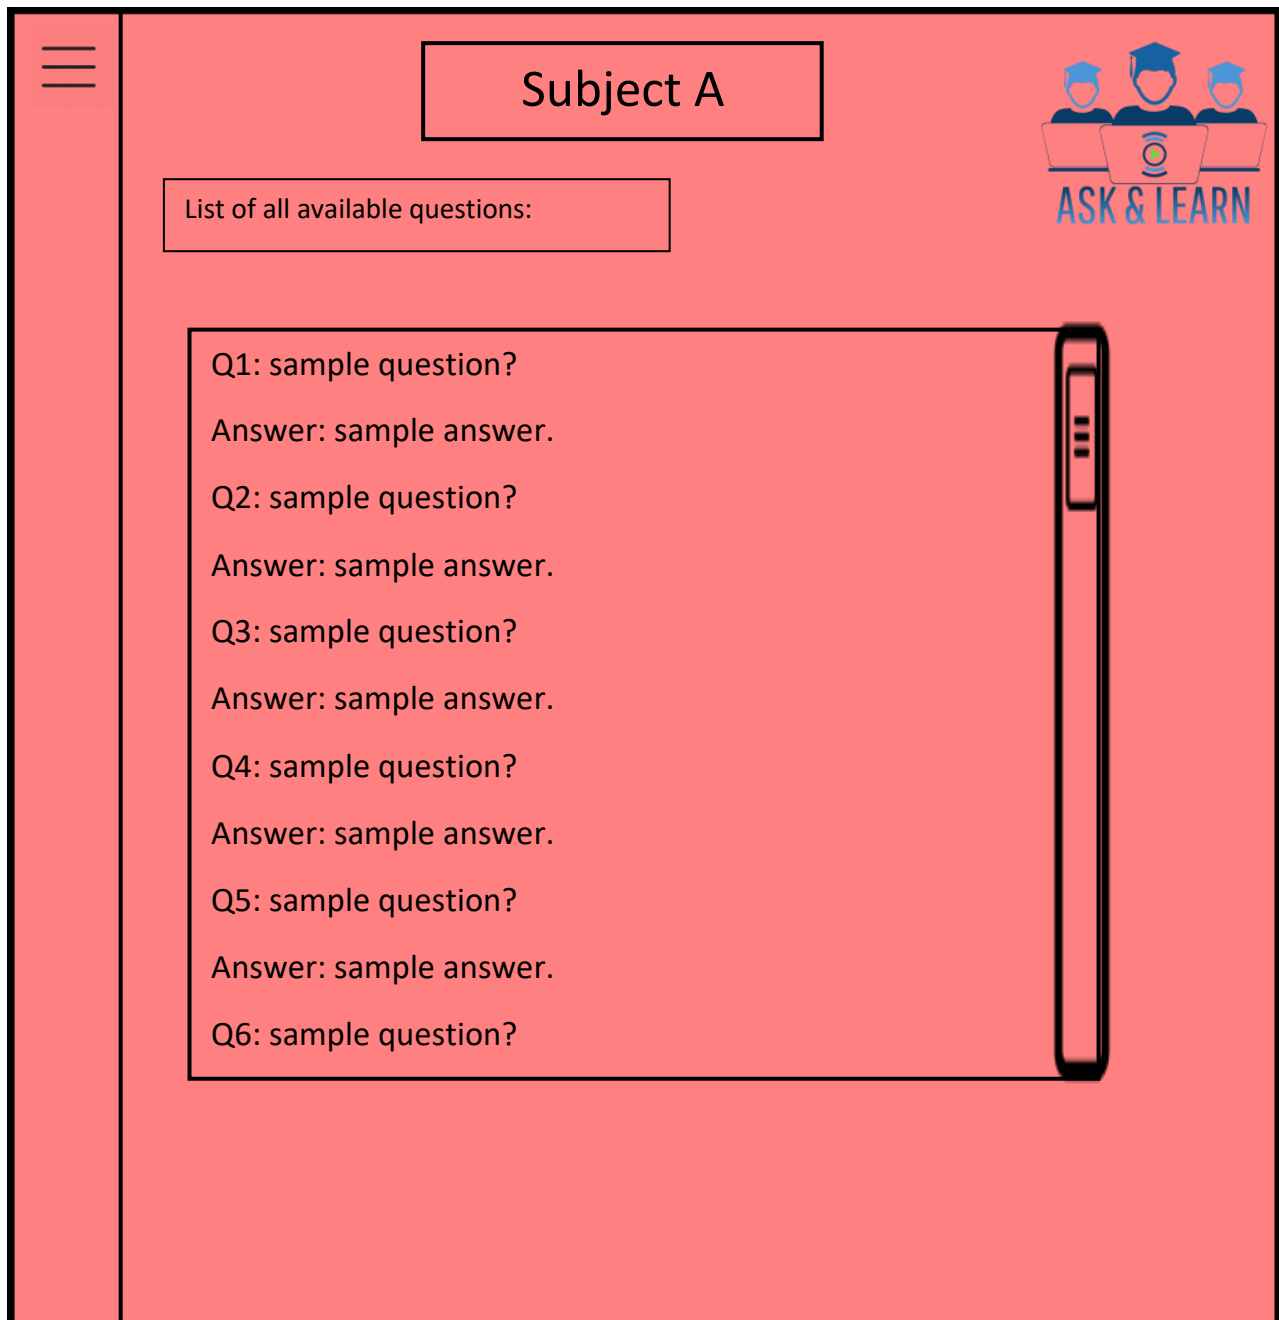 Subject A
ASK & LEARN
List of all available questions:
Q1: sample question?
Answer: sample answer.
Q2: sample question?
Answer: sample answer.
Q3: sample question?
Answer: sample answer.
Q4: sample question?
Answer: sample answer.
Q5: sample question?
Answer: sample answer.
Q6: sample question?